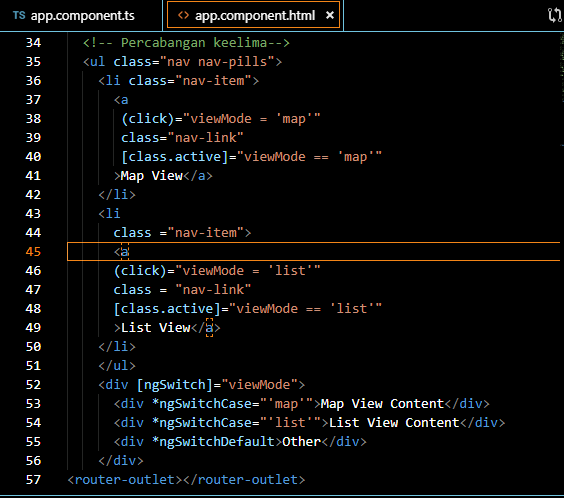 TS app.component.ts
<> app.component.html ×
34 <!-- Percabangan keelima-->
35 <ul class="nav nav-pills">
36 <li class="nav-item">
37 <a
38 (click)="viewMode = 'map'"
39 class="nav-link"
40 [class.active]="viewMode == 'map'"
41 >Map View</a>
42 </li>
43 <li
44 class ="nav-item">
45 <a
46 (click)="viewMode = 'list'"
47 class = "nav-link"
48 [class.active]="viewMode == 'list'"
49 >List View</a>
50 </li>
51 </ul>
52 <div [ngSwitch]="viewMode">
53 <div *ngSwitchCase="'map'">Map View Content</div>
54 <div *ngSwitchCase="'list'">List View Content</div>
55 <div *ngSwitchDefault>Other</div>
56 </div>
57 <router-outlet></router-outlet>